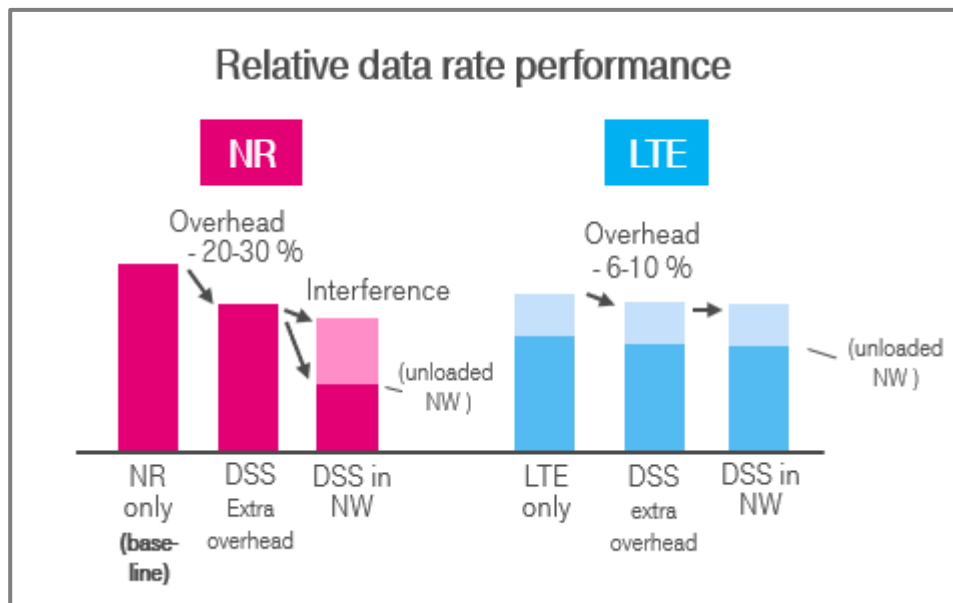 Relative data rate performance
NR
Overhead
- 20-30 %
Interference
(unloaded
NW )
NR
only
(base-
line)
DSS
Extra
overhead
DSS in
NW
LTE
Overhead
- 6-10 %
(unloaded
NW )
LTE
only
DSS
extra
overhead
DSS in
NW